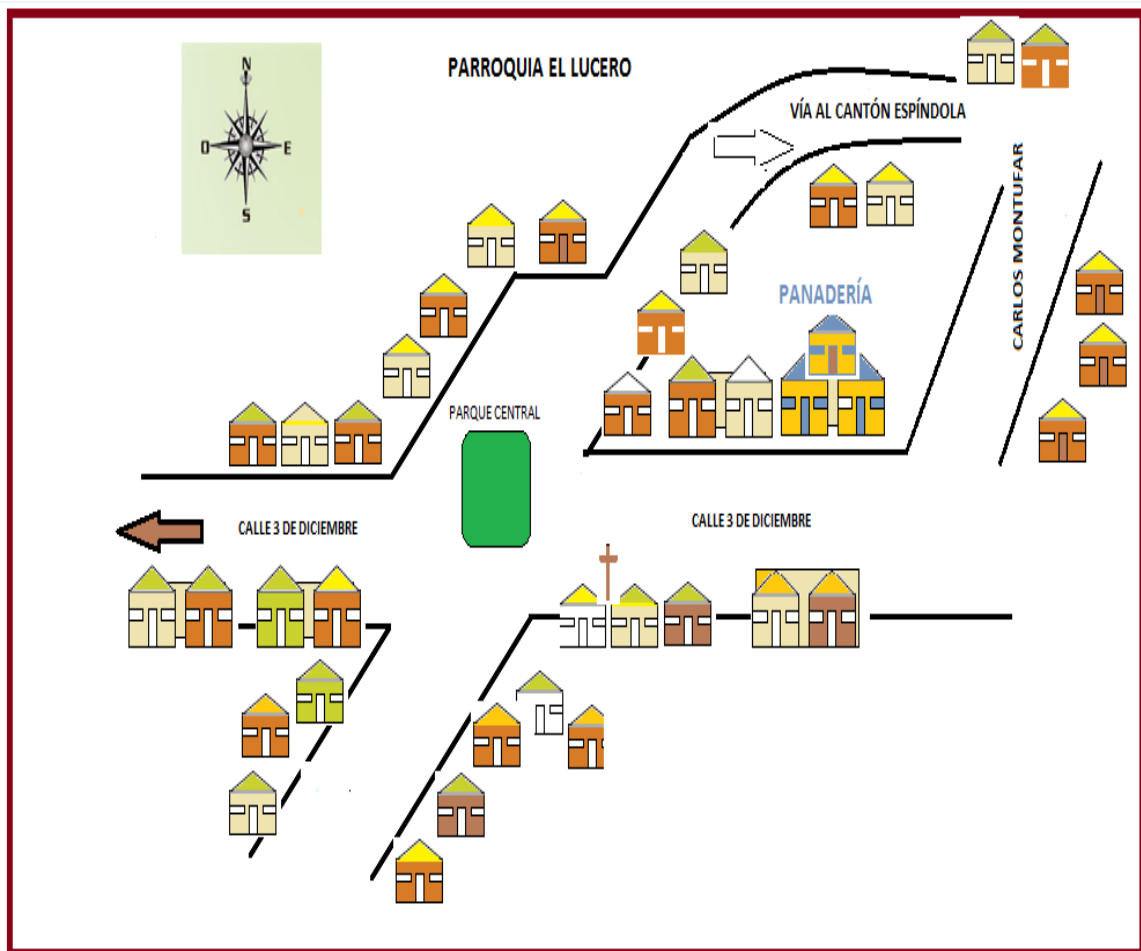 PARROQUIA EL LUCERO
N
O
E
S
VÍA AL CANTÓN ESPÍNDOLA
CARLOS MONTUFAR
PANADERÍA
PARQUE CENTRAL
CALLE 3 DE DICIEMBRE
CALLE 3 DE DICIEMBRE